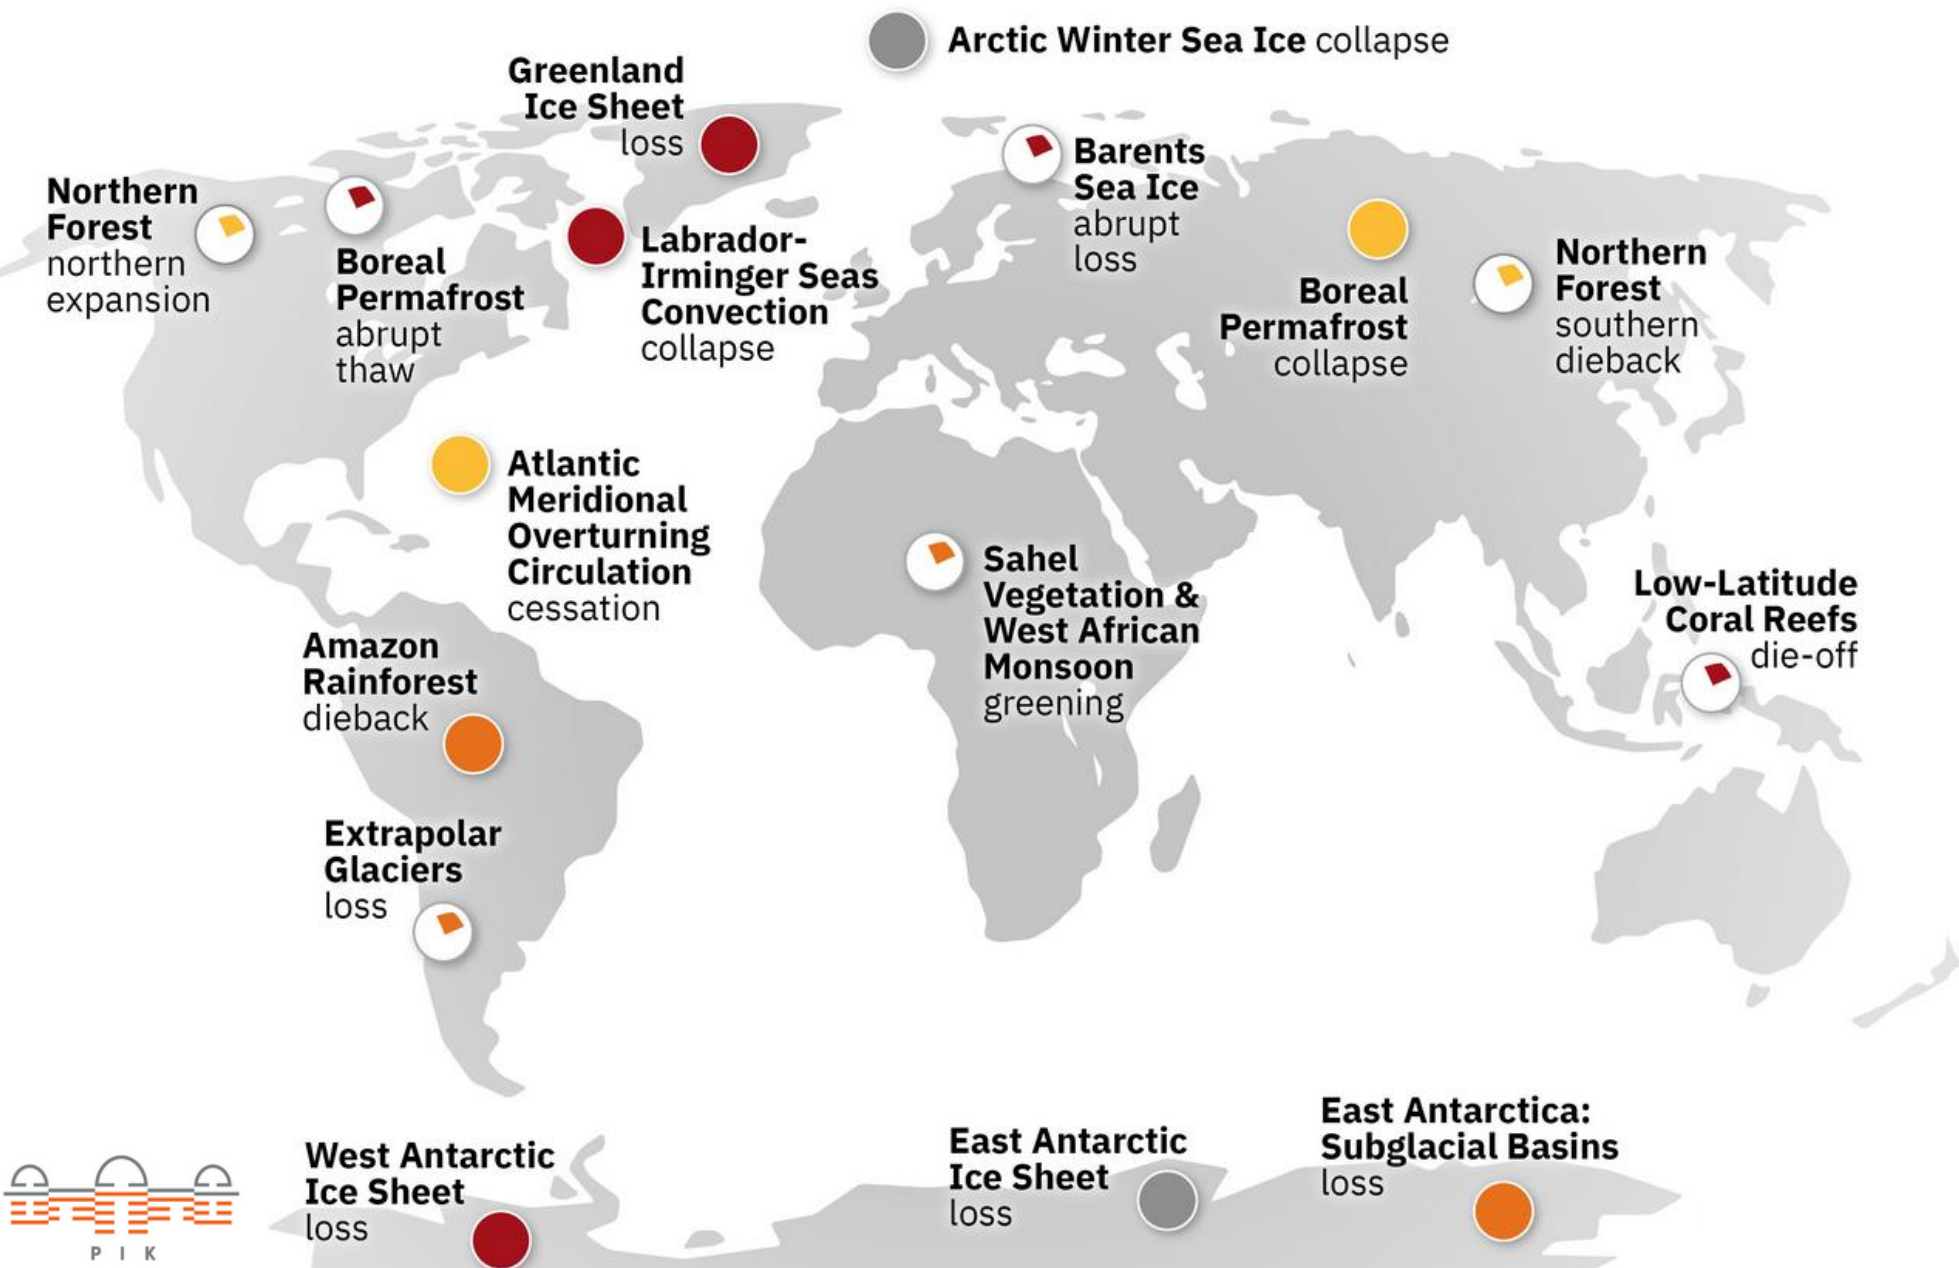 Arctic Winter Sea Ice collapse
Greenland
Ice Sheet
loss
Barents
Sea Ice
abrupt
loss
Northern
Forest
northern
expansion
Boreal
Permafrost
abrupt
thaw
Labrador-
Irminger Seas
Convection
collapse
Boreal
Permafrost
collapse
Northern
Forest
southern
dieback
Atlantic
Meridional
Overturning
Circulation
cessation
Sahel
Vegetation &
West African
Monsoon
greening
Low-Latitude
Coral Reefs
die-off
Amazon
Rainforest
dieback
Extrapolar
Glaciers
loss
West Antarctic
Ice Sheet
loss
East Antarctic
Ice Sheet
loss
East Antarctica:
Subglacial Basins
loss
PIK